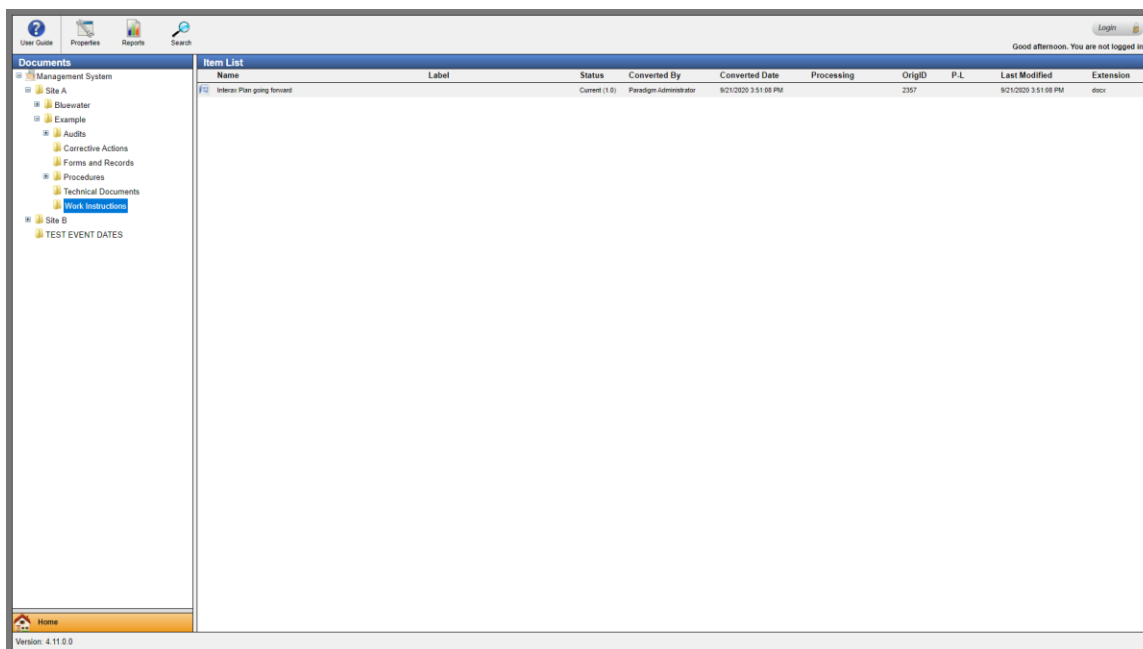 User Guide Properties Reports Search
Login
Good afternoon. You are not logged in
Documents
Management System
Site A
Bluewater
Example
Audits
Corrective Actions
Forms and Records
Procedures
Technical Documents
Work Instructions
Site B
TEST EVENT DATES
Home
Item List
Name Label Status Converted By Converted Date Processing OrigID P-L Last Modified Extension
Interax Plan going forward Current (1.0) Paradigm Administrator 9/21/2020 3:51:08 PM 2357 9/21/2020 3:51:08 PM docx
Version: 4.11.0.0